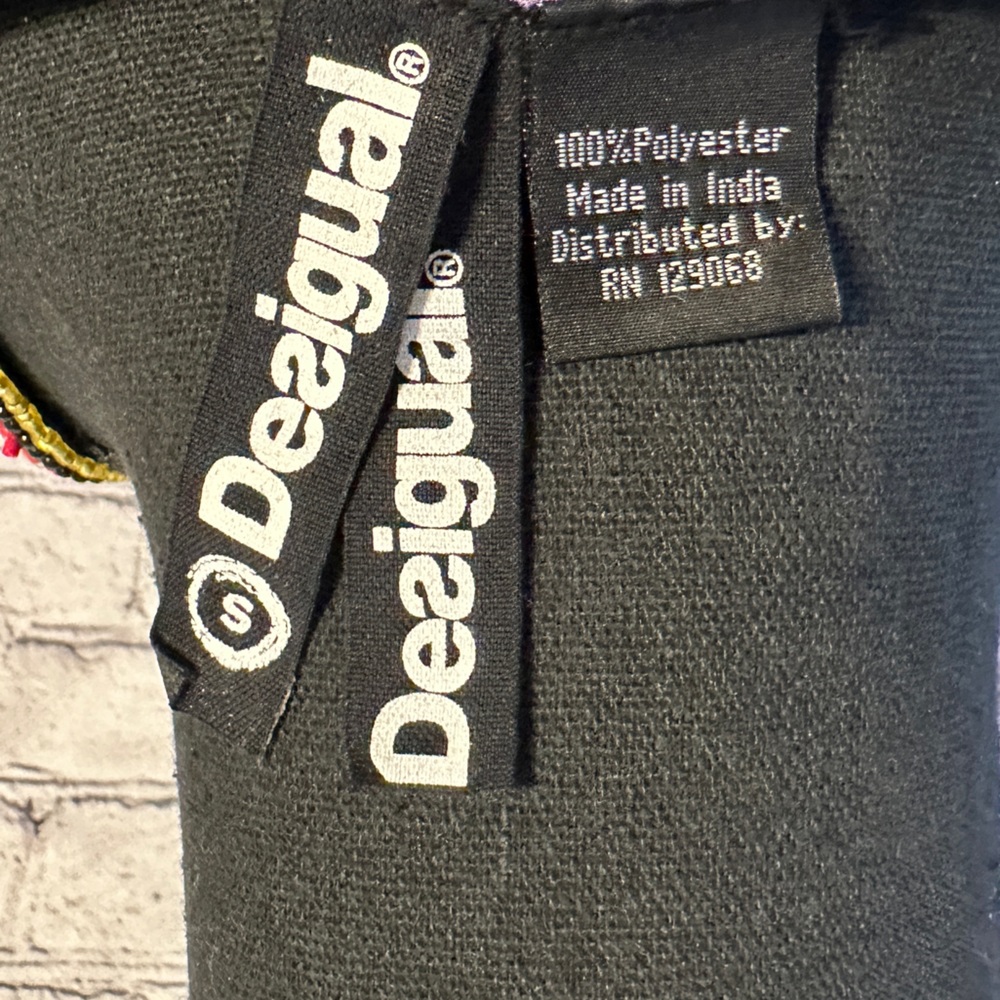 Desigual®
S
Desigual®
100%Polyester
Made in India
Distributed by:
RN 129068